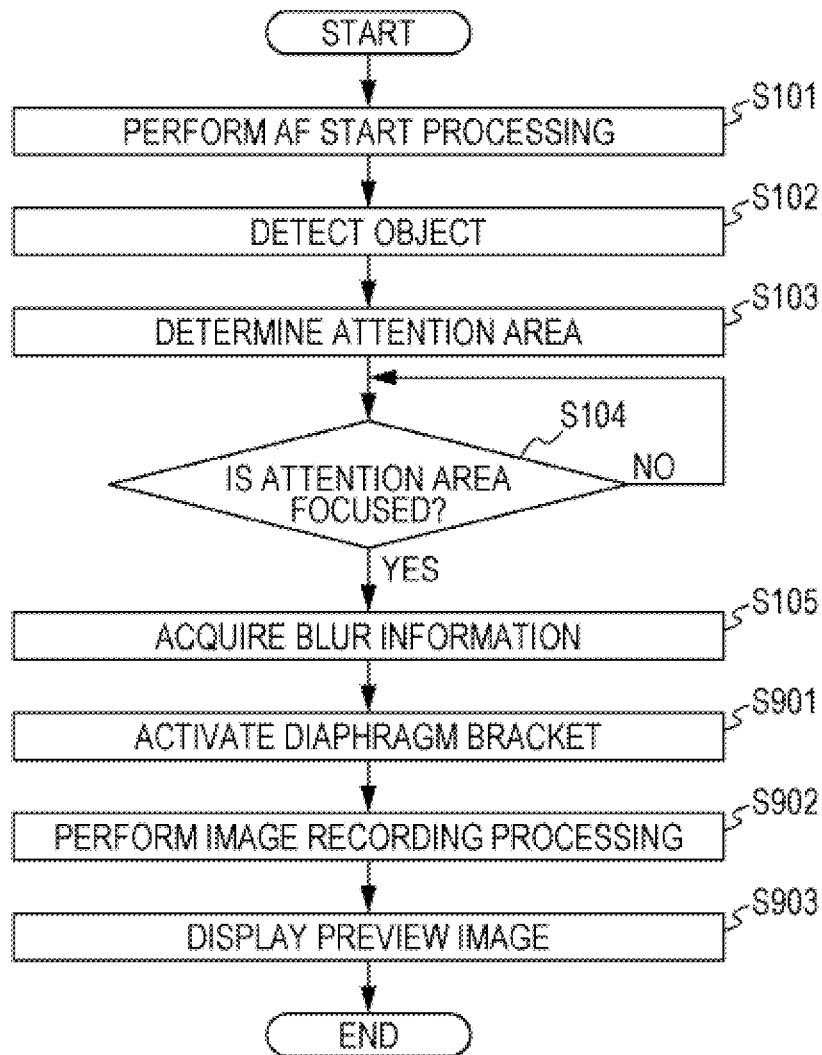 START
S101
PERFORM AF START PROCESSING
S102
DETECT OBJECT
S103
DETERMINE ATTENTION AREA
S104
IS ATTENTION AREA
FOCUSED?
NO
YES
S105
ACQUIRE BLUR INFORMATION
S901
ACTIVATE DIAPHRAGM BRACKET
S902
PERFORM IMAGE RECORDING PROCESSING
S903
DISPLAY PREVIEW IMAGE
END